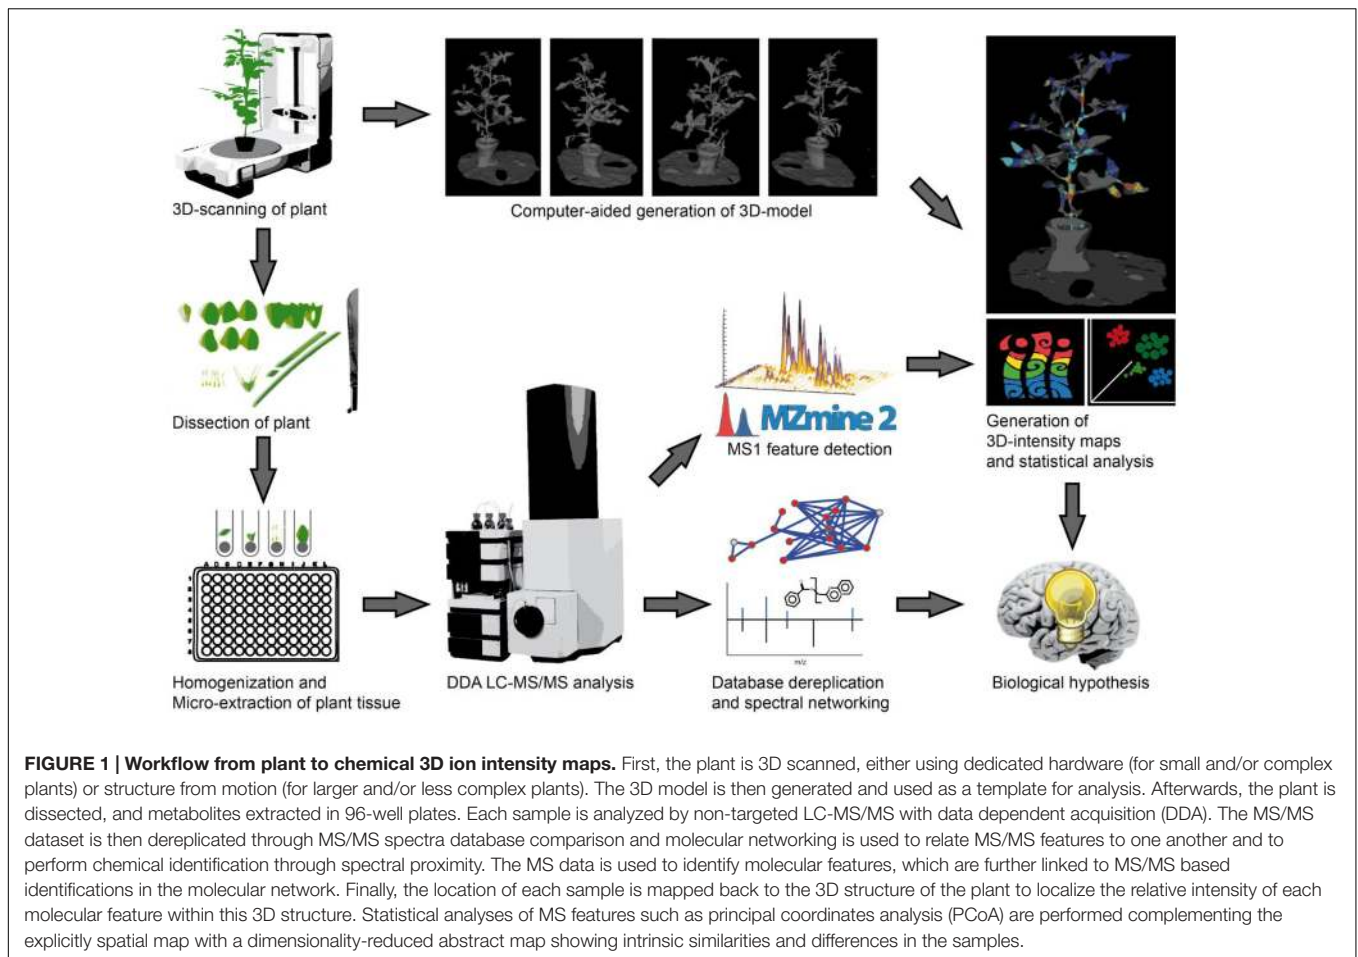 3D-scanning of plant
Computer-aided generation of 3D-model
Dissection of plant
MZmine 2
MS1 feature detection
Generation of
3D-intensity maps
and statistical analysis
m/z
Homogenization and
Micro-extraction of plant tissue
DDA LC-MS/MS analysis
Database dereplication
and spectral networking
Biological hypothesis
FIGURE 1 | Workflow from plant to chemical 3D ion intensity maps. First, the plant is 3D scanned, either using dedicated hardware (for small and/or complex
plants) or structure from motion (for larger and/or less complex plants). The 3D model is then generated and used as a template for analysis. Afterwards, the plant is
dissected, and metabolites extracted in 96-well plates. Each sample is analyzed by non-targeted LC-MS/MS with data dependent acquisition (DDA). The MS/MS
dataset is then dereplicated through MS/MS spectra database comparison and molecular networking is used to relate MS/MS features to one another and to
perform chemical identification through spectral proximity. The MS data is used to identify molecular features, which are further linked to MS/MS based
identifications in the molecular network. Finally, the location of each sample is mapped back to the 3D structure of the plant to localize the relative intensity of each
molecular feature within this 3D structure. Statistical analyses of MS features such as principal coordinates analysis (PCoA) are performed complementing the
explicitly spatial map with a dimensionality-reduced abstract map showing intrinsic similarities and differences in the samples.